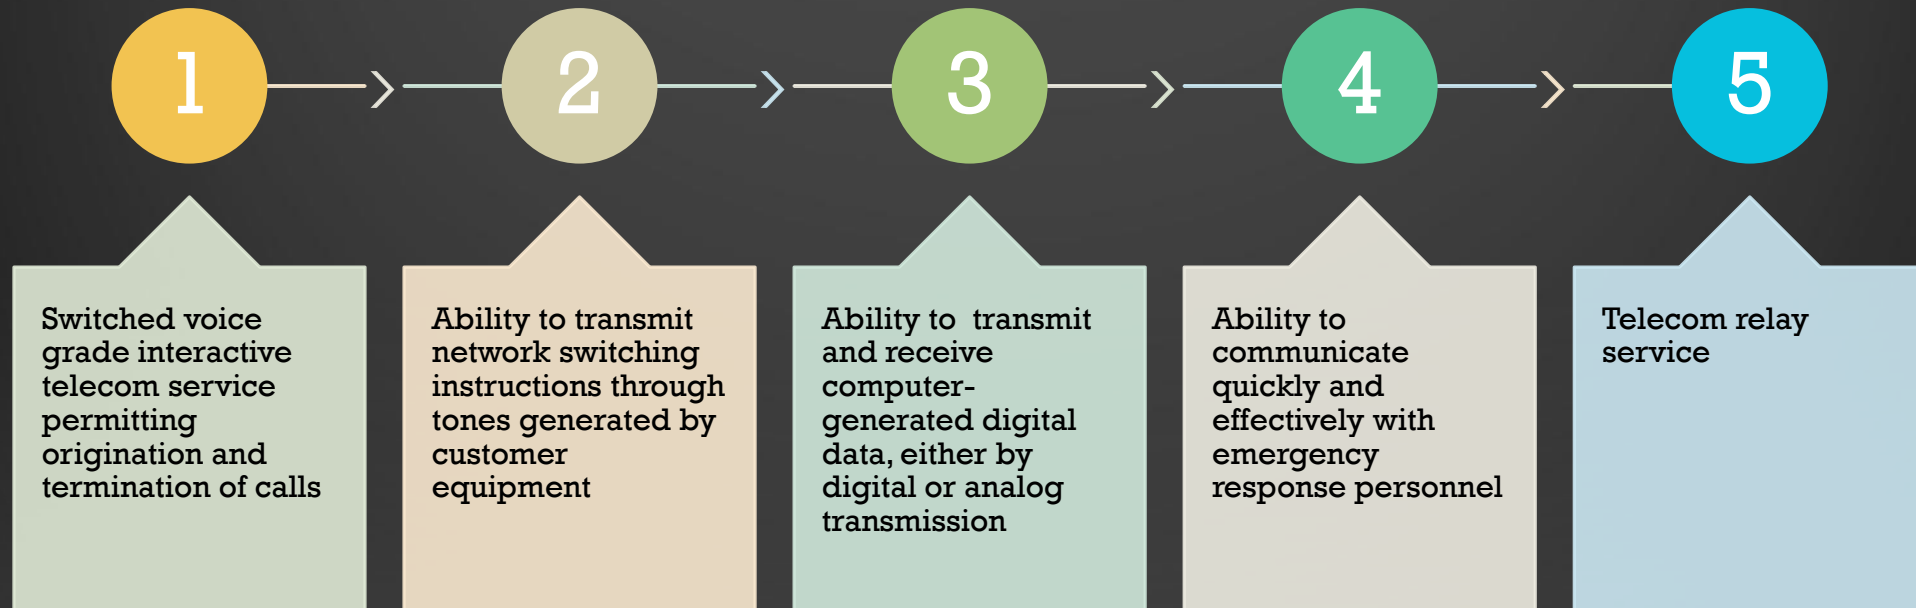 1
Switched voice
grade interactive
telecom service
permitting
origination and
termination of calls
2
Ability to transmit
network switching
instructions through
tones generated by
customer
equipment
3
Ability to  transmit
and receive
computer-
generated digital
data, either by
digital or analog
transmission
4
Ability to
communicate
quickly and
effectively with
emergency
response personnel
5
Telecom relay
service